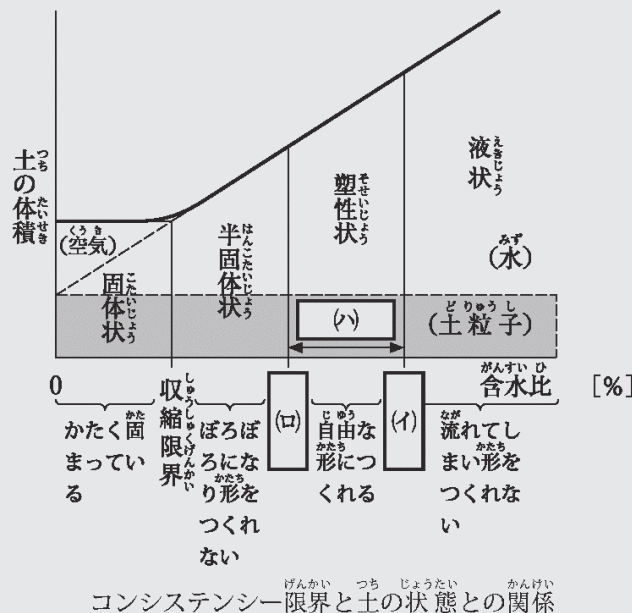 土の体積
(空気)
固体状
半固体状
塑性状
液状
(水)
(ハ)
(土粒子)
0
収縮限界
(ロ)
(イ)
含水比 [%]
かたく固
まってい
る
ぼろぼ
ろにな
り形を
つくれ
ない
自由な
形につ
くれる
流れてし
まい形を
つくれな
い
コンシステンシー限界と土の状態との関係